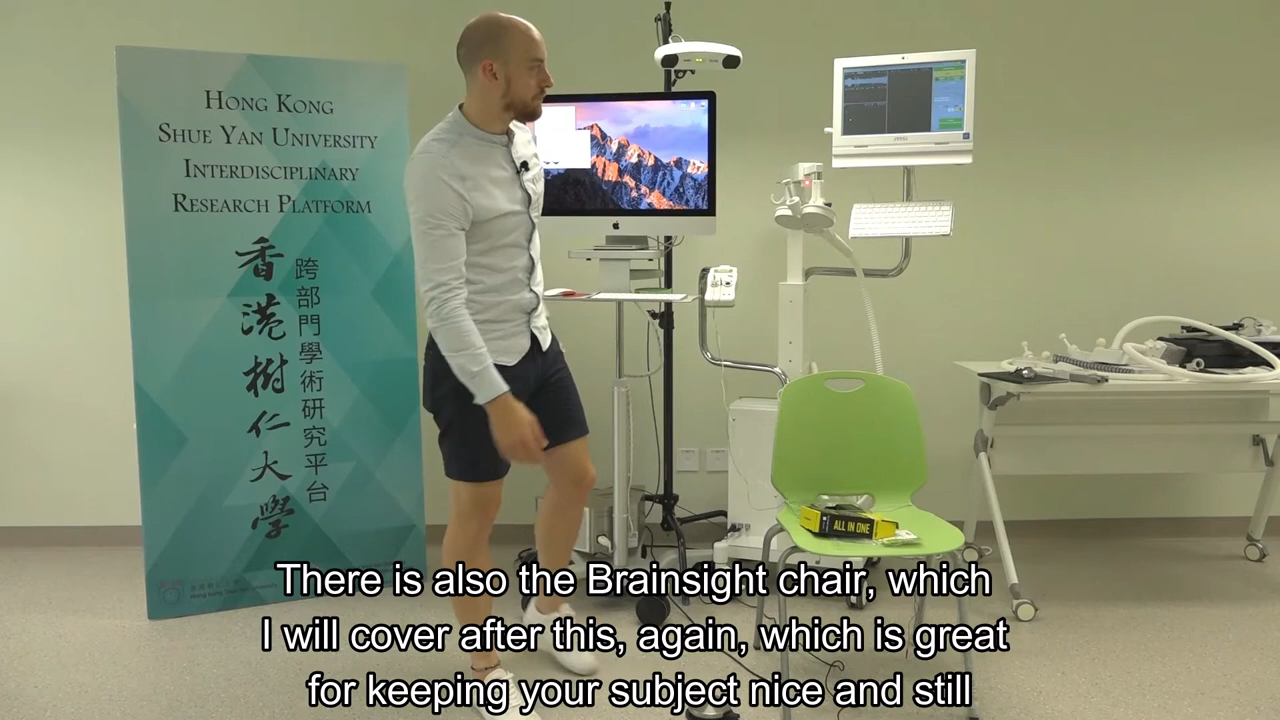 HONG KONG
SHUE YAN UNIVERSITY
INTERDISCIPLINARY
RESEARCH PLATFORM
香港樹仁大學
跨部門學術研究平台
msi
ALL IN ONE
There is also the Brainsight chair, which
I will cover after this, again, which is great
for keeping your subject nice and still